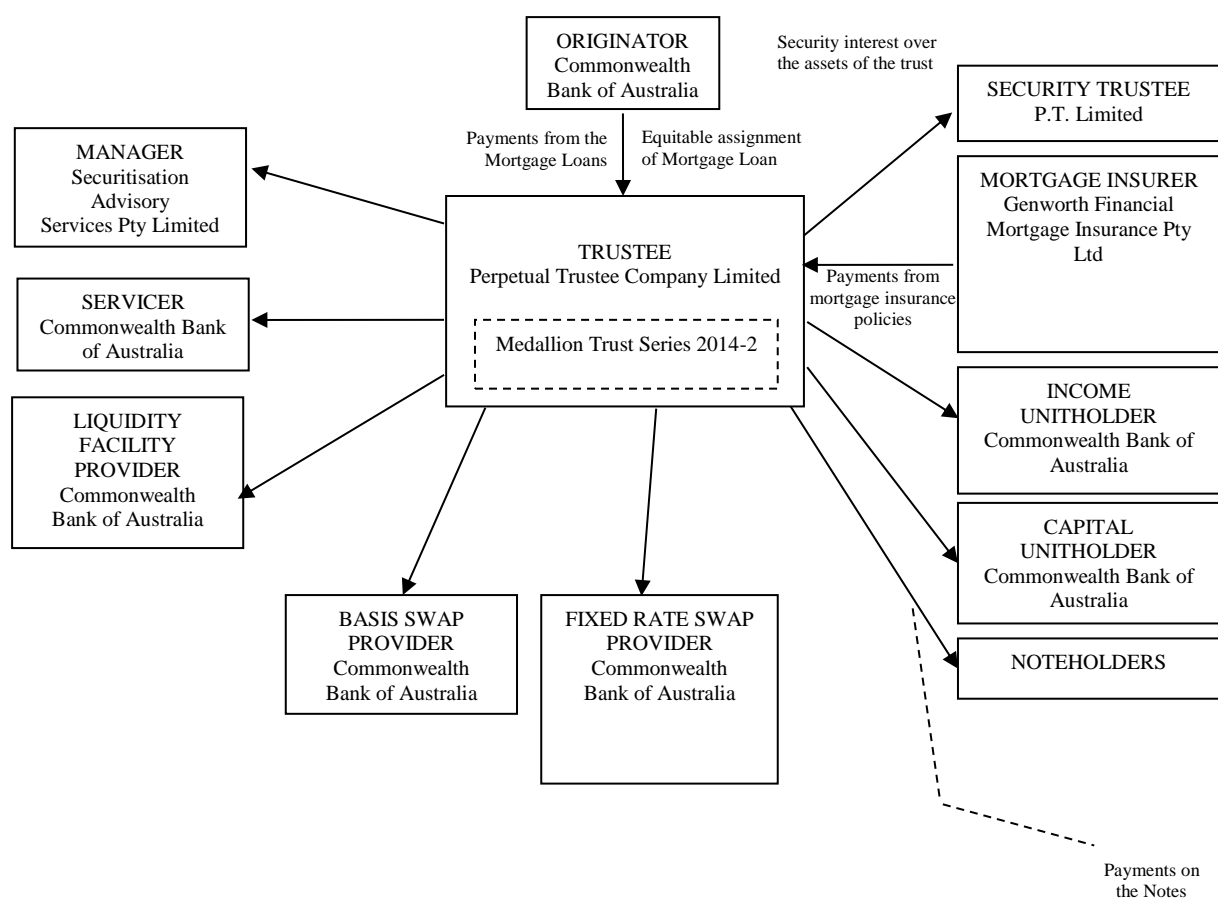 ORIGINATOR
Commonwealth
Bank of Australia
Security interest over
the assets of the trust
SECURITY TRUSTEE
P.T. Limited
Payments from the
Mortgage Loans
Equitable assignment
of Mortgage Loan
MANAGER
Securitisation
Advisory
Services Pty Limited
MORTGAGE INSURER
Genworth Financial
Mortgage Insurance Pty
Ltd
TRUSTEE
Perpetual Trustee Company Limited
Payments from
mortgage insurance
policies
SERVICER
Commonwealth Bank
of Australia
Medallion Trust Series 2014-2
INCOME
UNITHOLDER
Commonwealth Bank of
Australia
LIQUIDITY
FACILITY
PROVIDER
Commonwealth
Bank of Australia
CAPITAL
UNITHOLDER
Commonwealth Bank of
Australia
BASIS SWAP
PROVIDER
Commonwealth
Bank of Australia
FIXED RATE SWAP
PROVIDER
Commonwealth
Bank of Australia
NOTEHOLDERS
Payments on
the Notes